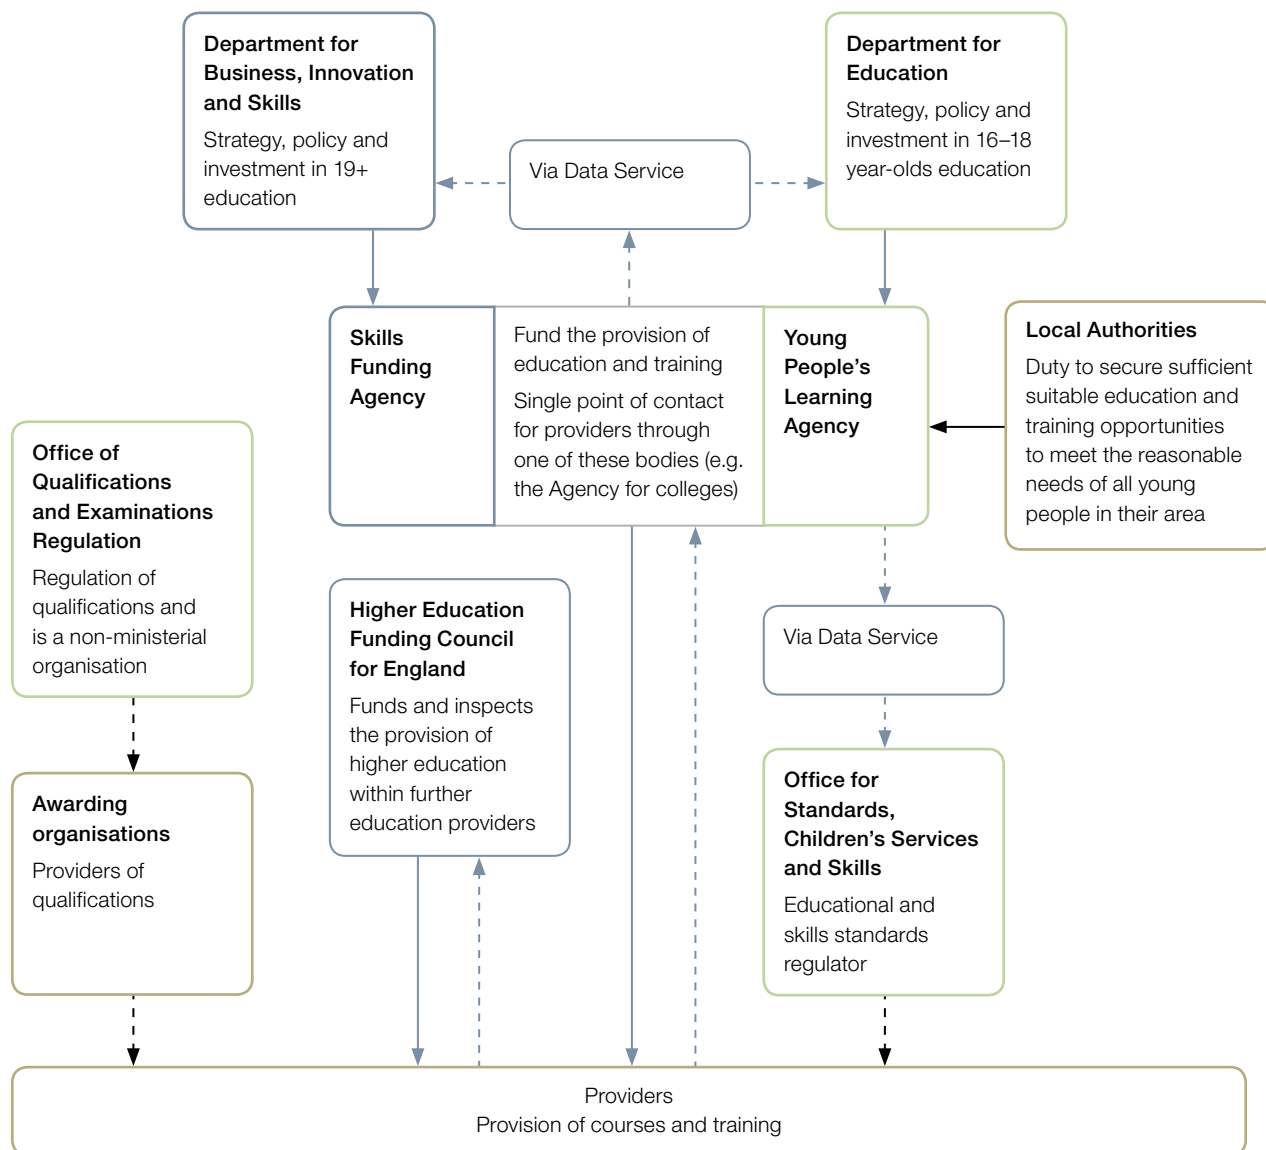 Department for
Business, Innovation
and Skills
Strategy, policy and
investment in 19+
education
Via Data Service
Department for
Education
Strategy, policy and
investment in 16–18
year-olds education
Skills
Funding
Agency
Fund the provision of
education and training
Single point of contact
for providers through
one of these bodies (e.g.
the Agency for colleges)
Young
People’s
Learning
Agency
Local Authorities
Duty to secure sufficient
suitable education and
training opportunities
to meet the reasonable
needs of all young
people in their area
Office of
Qualifications
and Examinations
Regulation
Regulation of
qualifications and
is a non-ministerial
organisation
Higher Education
Funding Council
for England
Funds and inspects
the provision of
higher education
within further
education providers
Via Data Service
Awarding
organisations
Providers of
qualifications
Office for
Standards,
Children’s Services
and Skills
Educational and
skills standards
regulator
Providers
Provision of courses and training